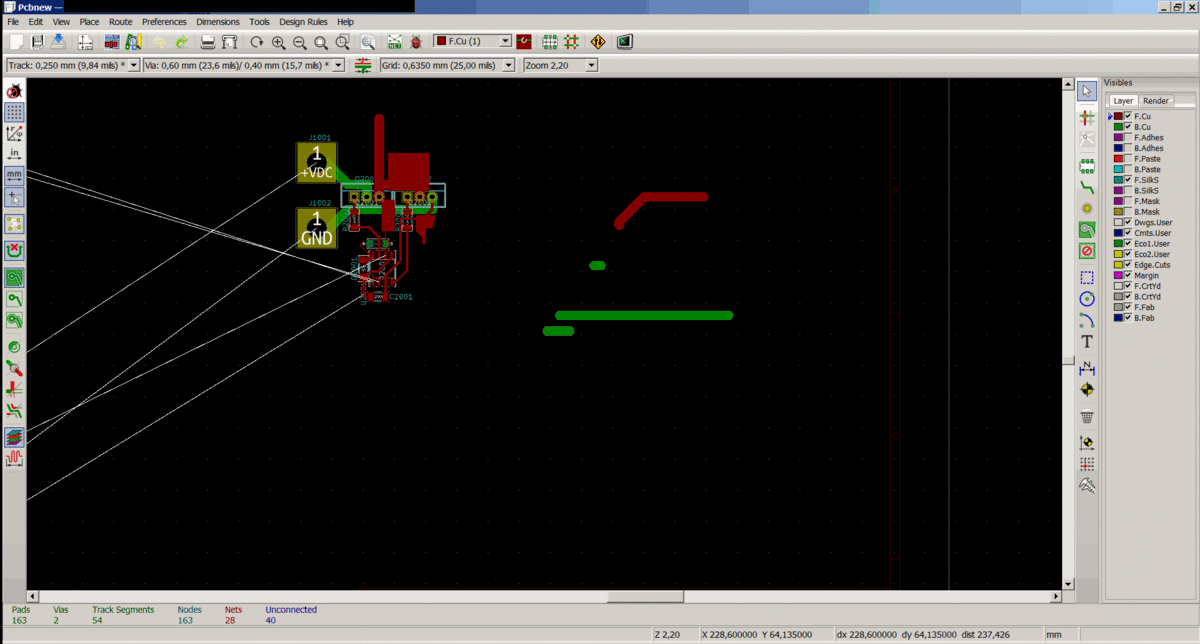 Pcbnew —
File Edit View Place Route Preferences Dimensions Tools Design Rules Help
F.Cu (1)
Track: 0,250 mm (9,84 mils) * Via: 0,60 mm (23,6 mils)/ 0,40 mm (15,7 mils) * Grid: 0,6350 mm (25,00 mils) Zoom 2,20
Visibles
Layer Render
F.Cu
B.Cu
F.Adhes
B.Adhes
F.Paste
B.Paste
F.SilkS
B.SilkS
F.Mask
B.Mask
Dwgs.User
Cmts.User
Eco1.User
Eco2.User
Edge.Cuts
Margin
F.CrtYd
B.CrtYd
F.Fab
B.Fab
in
mm
J1001
1
+VDC
J1002
1
GND
C2001
Pads Vias Track Segments Nodes Nets Unconnected
163 2 54 163 28 40
Z 2,20 X 228,600000 Y 64,135000 dx 228,600000 dy 64,135000 dist 237,426 mm